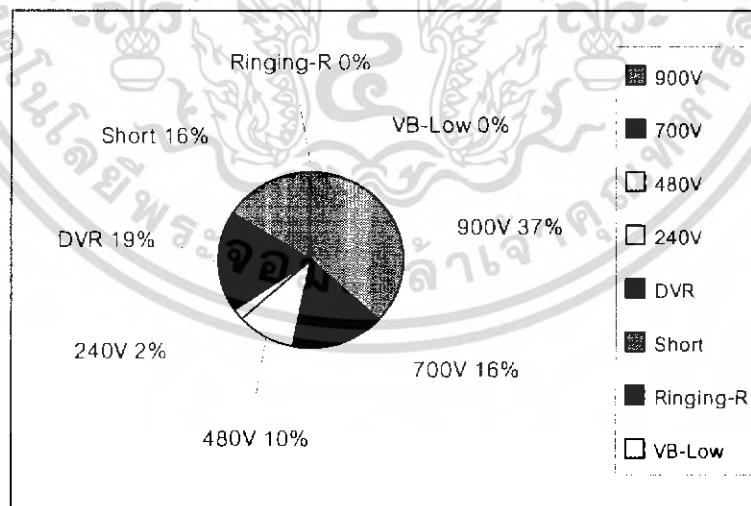 Ringing-R 0%
VB-Low 0%
Short 16%
900V 37%
DVR 19%
240V 2%
700V 16%
480V 10%
900V
700V
480V
240V
DVR
Short
Ringing-R
VB-Low